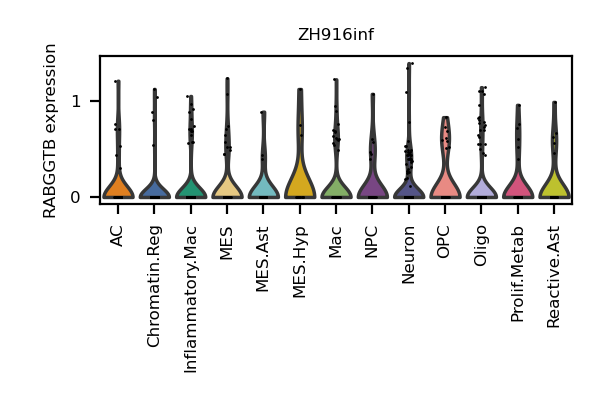 ZH916inf
RABGGTB expression
1
0
AC
Chromatin.Reg
Inflammatory.Mac
MES
MES.Ast
MES.Hyp
Mac
NPC
Neuron
OPC
Oligo
Prolif.Metab
Reactive.Ast